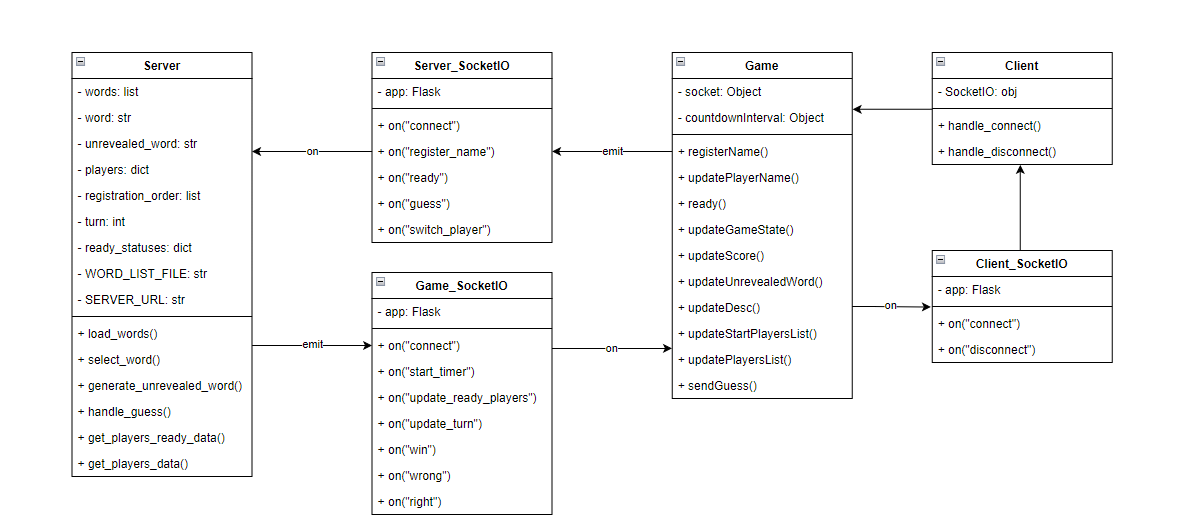 Server
- words: list
- word: str
- unrevealed_word: str
- players: dict
- registration_order: list
- turn: int
- ready_statuses: dict
- WORD_LIST_FILE: str
- SERVER_URL: str
+ load_words()
+ select_word()
+ generate_unrevealed_word()
+ handle_guess()
+ get_players_ready_data()
+ get_players_data()
on
emit
Server_SocketIO
- app: Flask
+ on("connect")
+ on("register_name")
+ on("ready")
+ on("guess")
+ on("switch_player")
Game_SocketIO
- app: Flask
+ on("connect")
+ on("start_timer")
+ on("update_ready_players")
+ on("update_turn")
+ on("win")
+ on("wrong")
+ on("right")
emit
on
Game
- socket: Object
- countdownInterval: Object
+ registerName()
+ updatePlayerName()
+ ready()
+ updateGameState()
+ updateScore()
+ updateUnrevealedWord()
+ updateDesc()
+ updateStartPlayersList()
+ updatePlayersList()
+ sendGuess()
on
Client
- SocketIO: obj
+ handle_connect()
+ handle_disconnect()
Client_SocketIO
- app: Flask
+ on("connect")
+ on("disconnect")